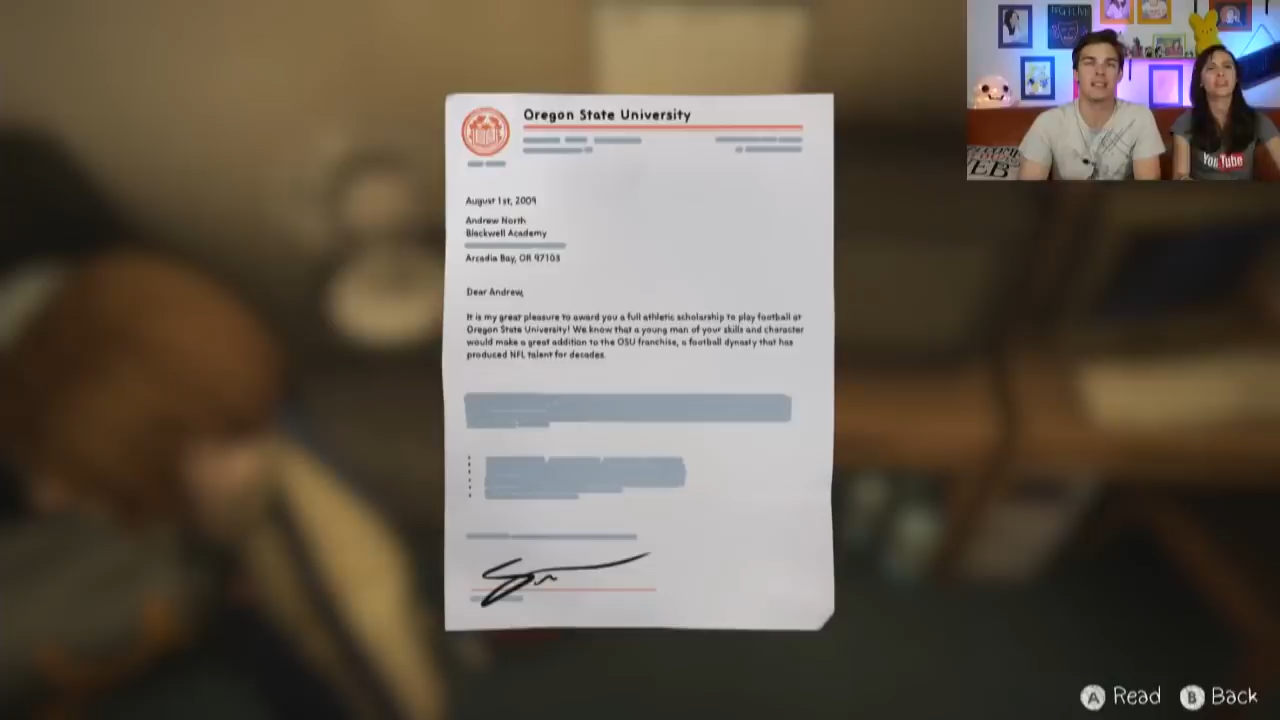 Oregon State University
August 1st, 2009
Andrew North
Blackwell Academy
Arcadia Bay, OR 97103
Dear Andrew,
It is my great pleasure to award you a full athletic scholarship to play football at
Oregon State University! We know that a young man of your skills and character
would make a great addition to the OSU franchise, a football dynasty that has
produced NFL talent for decades.
YouTube
A Read
B Back